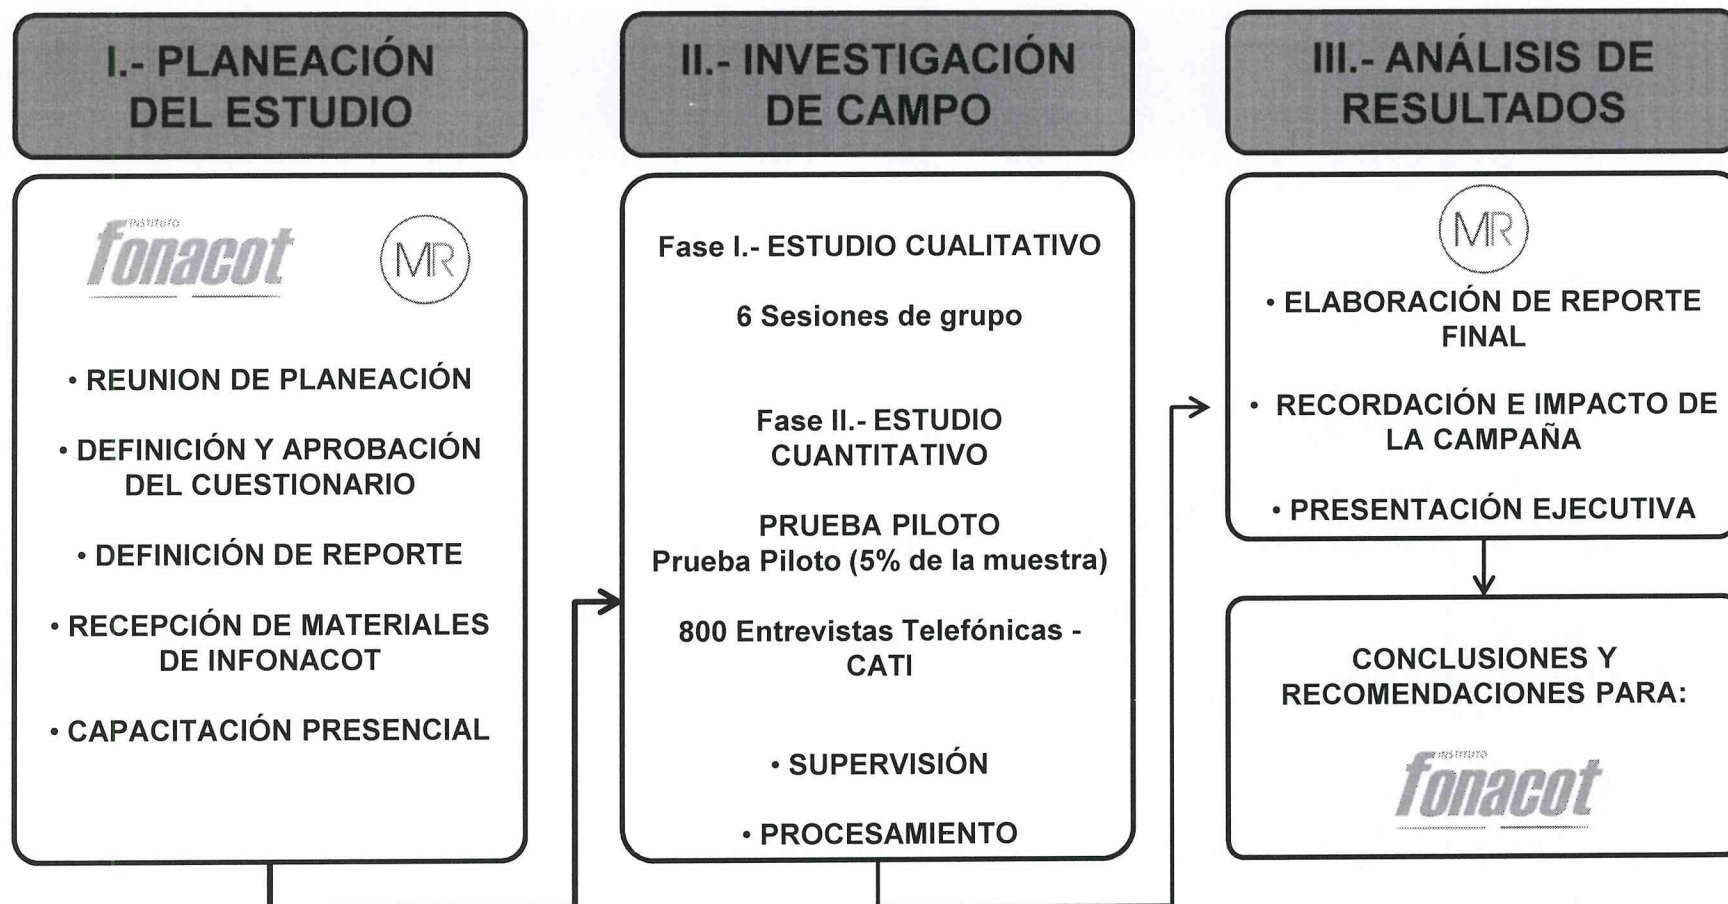 I.- PLANEACIÓN
DEL ESTUDIO
INSTITUTO
fonacot
MR
• REUNION DE PLANEACIÓN
• DEFINICIÓN Y APROBACIÓN
DEL CUESTIONARIO
• DEFINICIÓN DE REPORTE
• RECEPCIÓN DE MATERIALES
DE INFONACOT
• CAPACITACIÓN PRESENCIAL
II.- INVESTIGACIÓN
DE CAMPO
Fase I.- ESTUDIO CUALITATIVO
6 Sesiones de grupo
Fase II.- ESTUDIO
CUANTITATIVO
PRUEBA PILOTO
Prueba Piloto (5% de la muestra)
800 Entrevistas Telefónicas -
CATI
• SUPERVISIÓN
• PROCESAMIENTO
III.- ANÁLISIS DE
RESULTADOS
MR
• ELABORACIÓN DE REPORTE
FINAL
• RECORDACIÓN E IMPACTO DE
LA CAMPAÑA
• PRESENTACIÓN EJECUTIVA
CONCLUSIONES Y
RECOMENDACIONES PARA:
INSTITUTO
fonacot